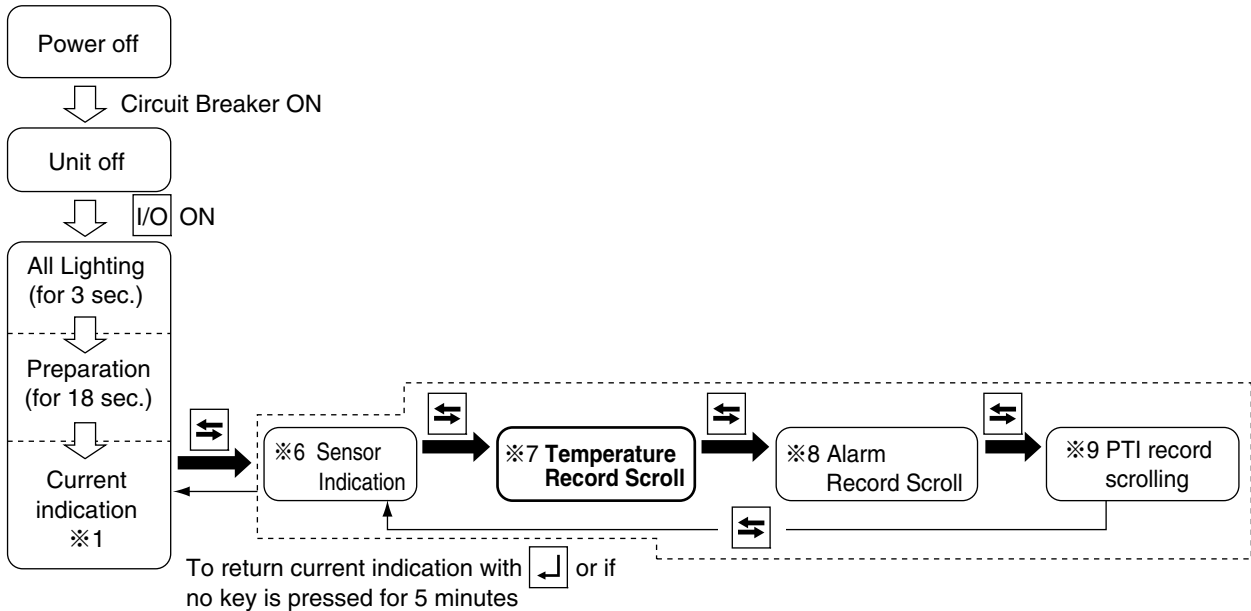 Power off
Circuit Breaker ON
Unit off
I/O ON
All Lighting
(for 3 sec.)
Preparation
(for 18 sec.)
Current
indication
※1
※6 Sensor
Indication
※7 Temperature
Record Scroll
※8 Alarm
Record Scroll
※9 PTI record
scrolling
To return current indication with ↵ or if
no key is pressed for 5 minutes